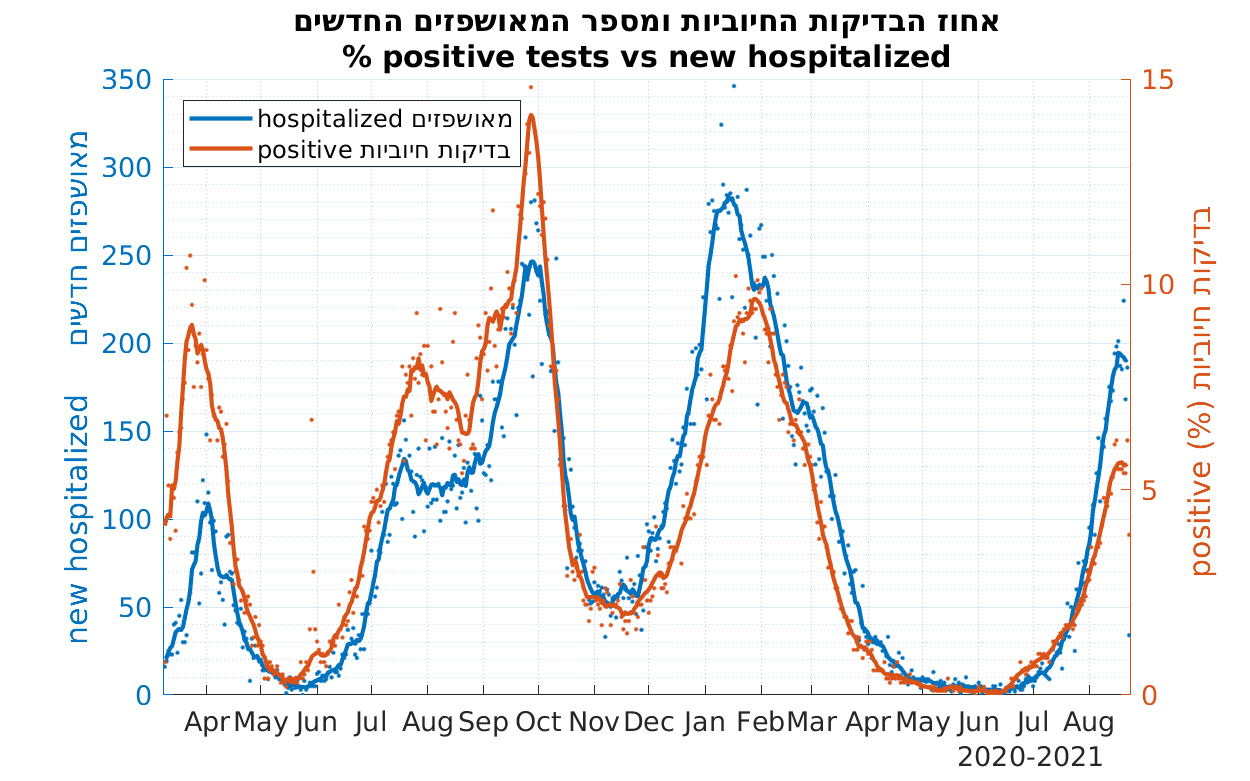 אחוז הבדיקות החיוביות ומספר המאושפזים החדשים
% positive tests vs new hospitalized
hospitalized מאושפזים
positive בדיקות חיוביות
new hospitalized מאושפזים חדשים
350
300
250
200
150
100
50
0
15
10
5
0
positive (%) בדיקות חיוביות
Apr May Jun Jul Aug Sep Oct Nov Dec Jan Feb Mar Apr May Jun Jul Aug
2020-2021